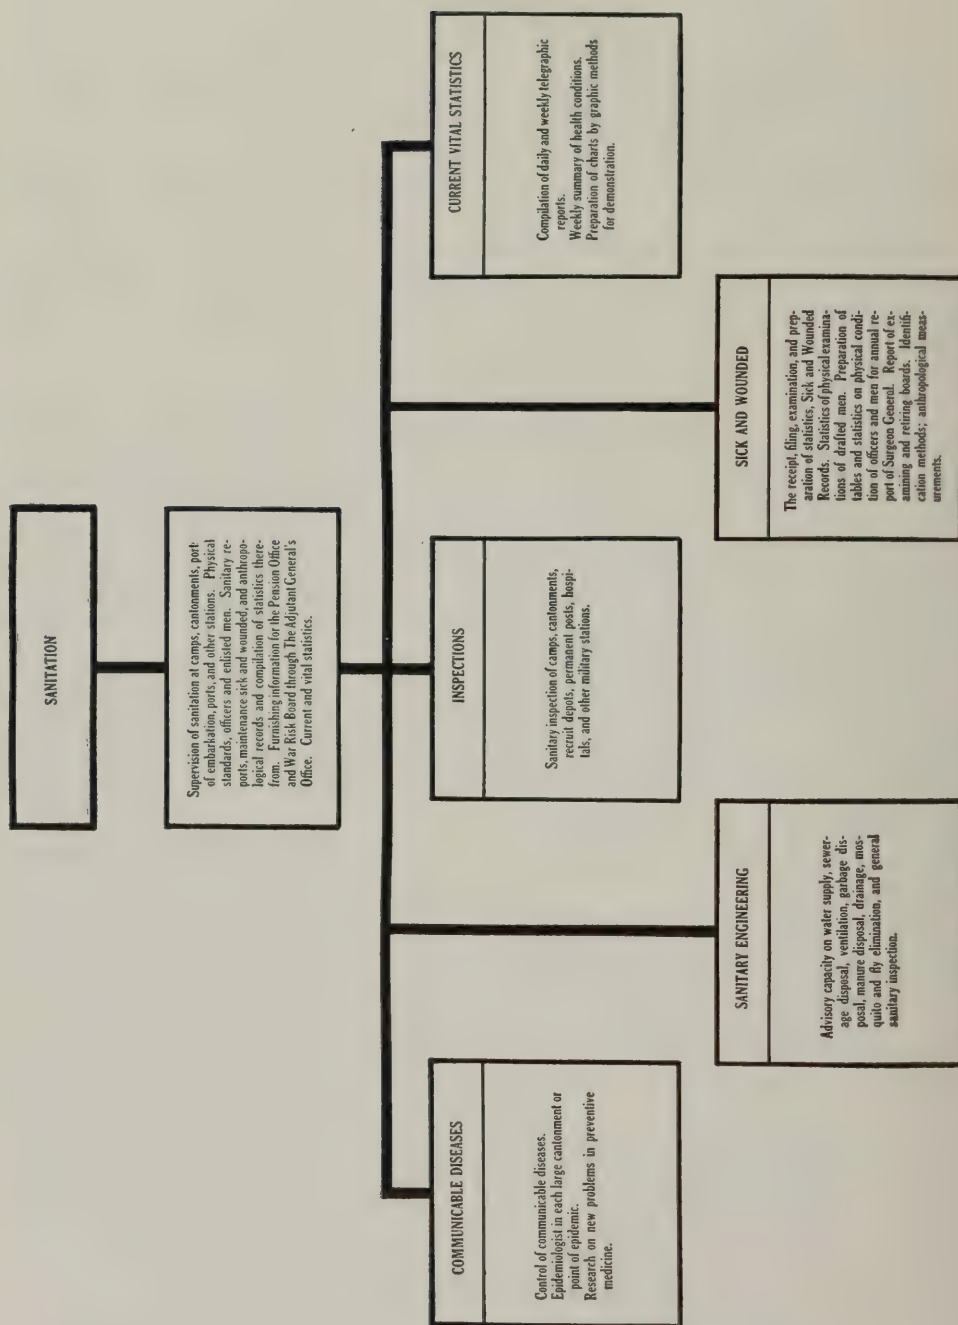 SANITATION
Supervision of sanitation at camps, cantonments, port
of embarkation, ports, and other stations. Physical
standards, officers and enlisted men. Sanitary re-
ports, maintenance sick and wounded, and anthropo-
logical records and compilation of statistics there-
from. Furnishing information for the Pension Office
and War Risk Board through The Adjutant General's
Office. Current and vital statistics.
COMMUNICABLE DISEASES
Control of communicable diseases.
Epidemiologist in each large cantonment or
point of epidemic.
Research on new problems in preventive
medicine.
INSPECTIONS
Sanitary inspection of camps, cantonments,
recruit depots, permanent posts, hospi-
tals, and other military stations.
CURRENT VITAL STATISTICS
Compilation of daily and weekly telegraphic
reports.
Weekly summary of health conditions.
Preparation of charts by graphic methods
for demonstration.
SANITARY ENGINEERING
Advisory capacity on water supply, sewer-
age disposal, ventilation, garbage dis-
posal, manure disposal, drainage, mos-
quito and fly elimination, and general
sanitary inspection.
SICK AND WOUNDED
The receipt, filing, examination, and prep-
aration of statistics, Sick and Wounded
Records. Statistics of physical examina-
tions of drafted men. Preparation of
tables and statistics on physical condi-
tion of officers and men for annual re-
port of Surgeon General. Report of ex-
amining and retiring boards. Identifi-
cation methods; anthropological meas-
urements.